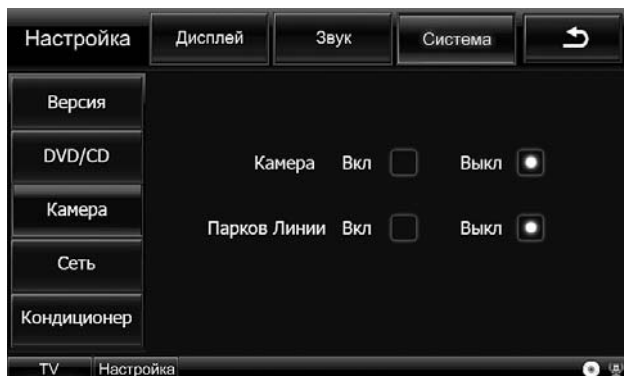 Настройка Дисплей Звук Система
Версия
DVD/CD
Камера Вкл Выкл
Камера
Парков Линии Вкл Выкл
Сеть
Кондиционер
TV Настройка